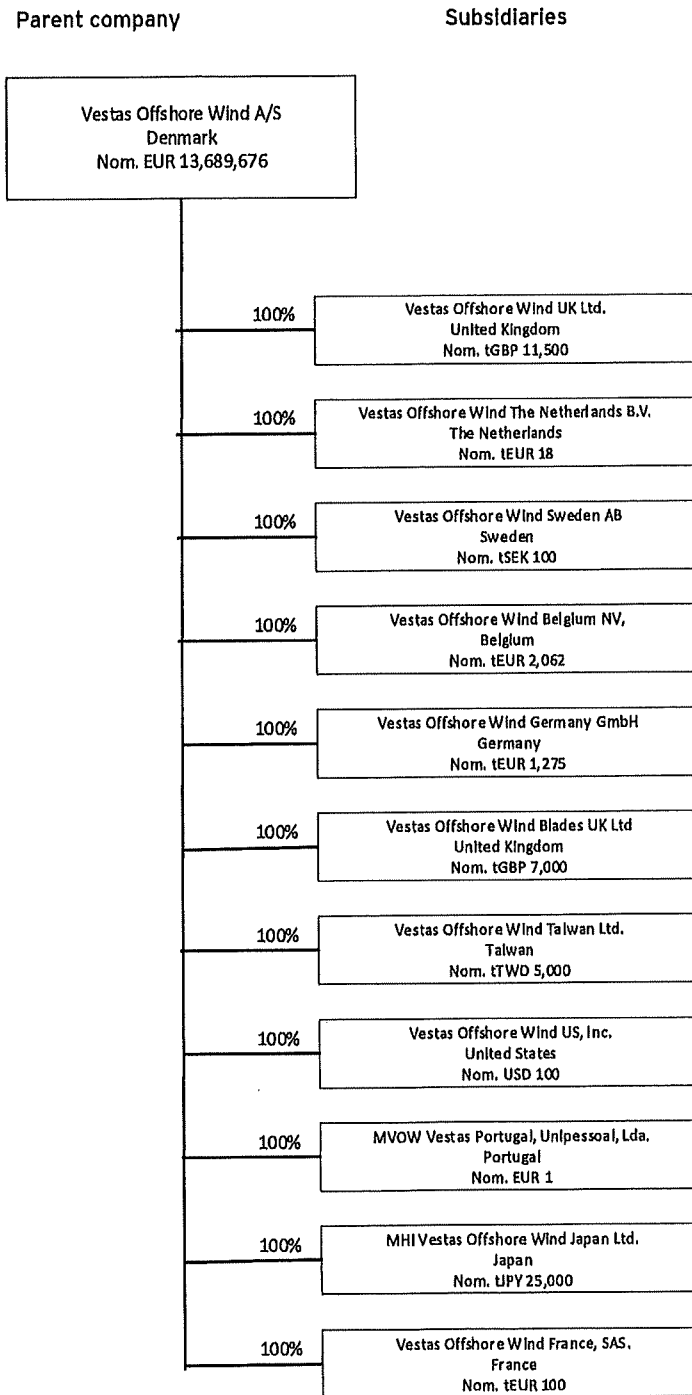 Parent company
Subsidiaries
Vestas Offshore Wind A/S
Denmark
Nom. EUR 13,689,676
100%
Vestas Offshore Wind UK Ltd.
United Kingdom
Nom. tGBP 11,500
100%
Vestas Offshore Wind The Netherlands B.V.
The Netherlands
Nom. tEUR 18
100%
Vestas Offshore Wind Sweden AB
Sweden
Nom. tSEK 100
100%
Vestas Offshore Wind Belgium NV,
Belgium
Nom. tEUR 2,062
100%
Vestas Offshore Wind Germany GmbH
Germany
Nom. tEUR 1,275
100%
Vestas Offshore Wind Blades UK Ltd
United Kingdom
Nom. tGBP 7,000
100%
Vestas Offshore Wind Taiwan Ltd.
Taiwan
Nom. tTWD 5,000
100%
Vestas Offshore Wind US, Inc.
United States
Nom. USD 100
100%
MVOW Vestas Portugal, Unipessoal, Lda.
Portugal
Nom. EUR 1
100%
MHI Vestas Offshore Wind Japan Ltd.
Japan
Nom. tJPY 25,000
100%
Vestas Offshore Wind France, SAS.
France
Nom. tEUR 100